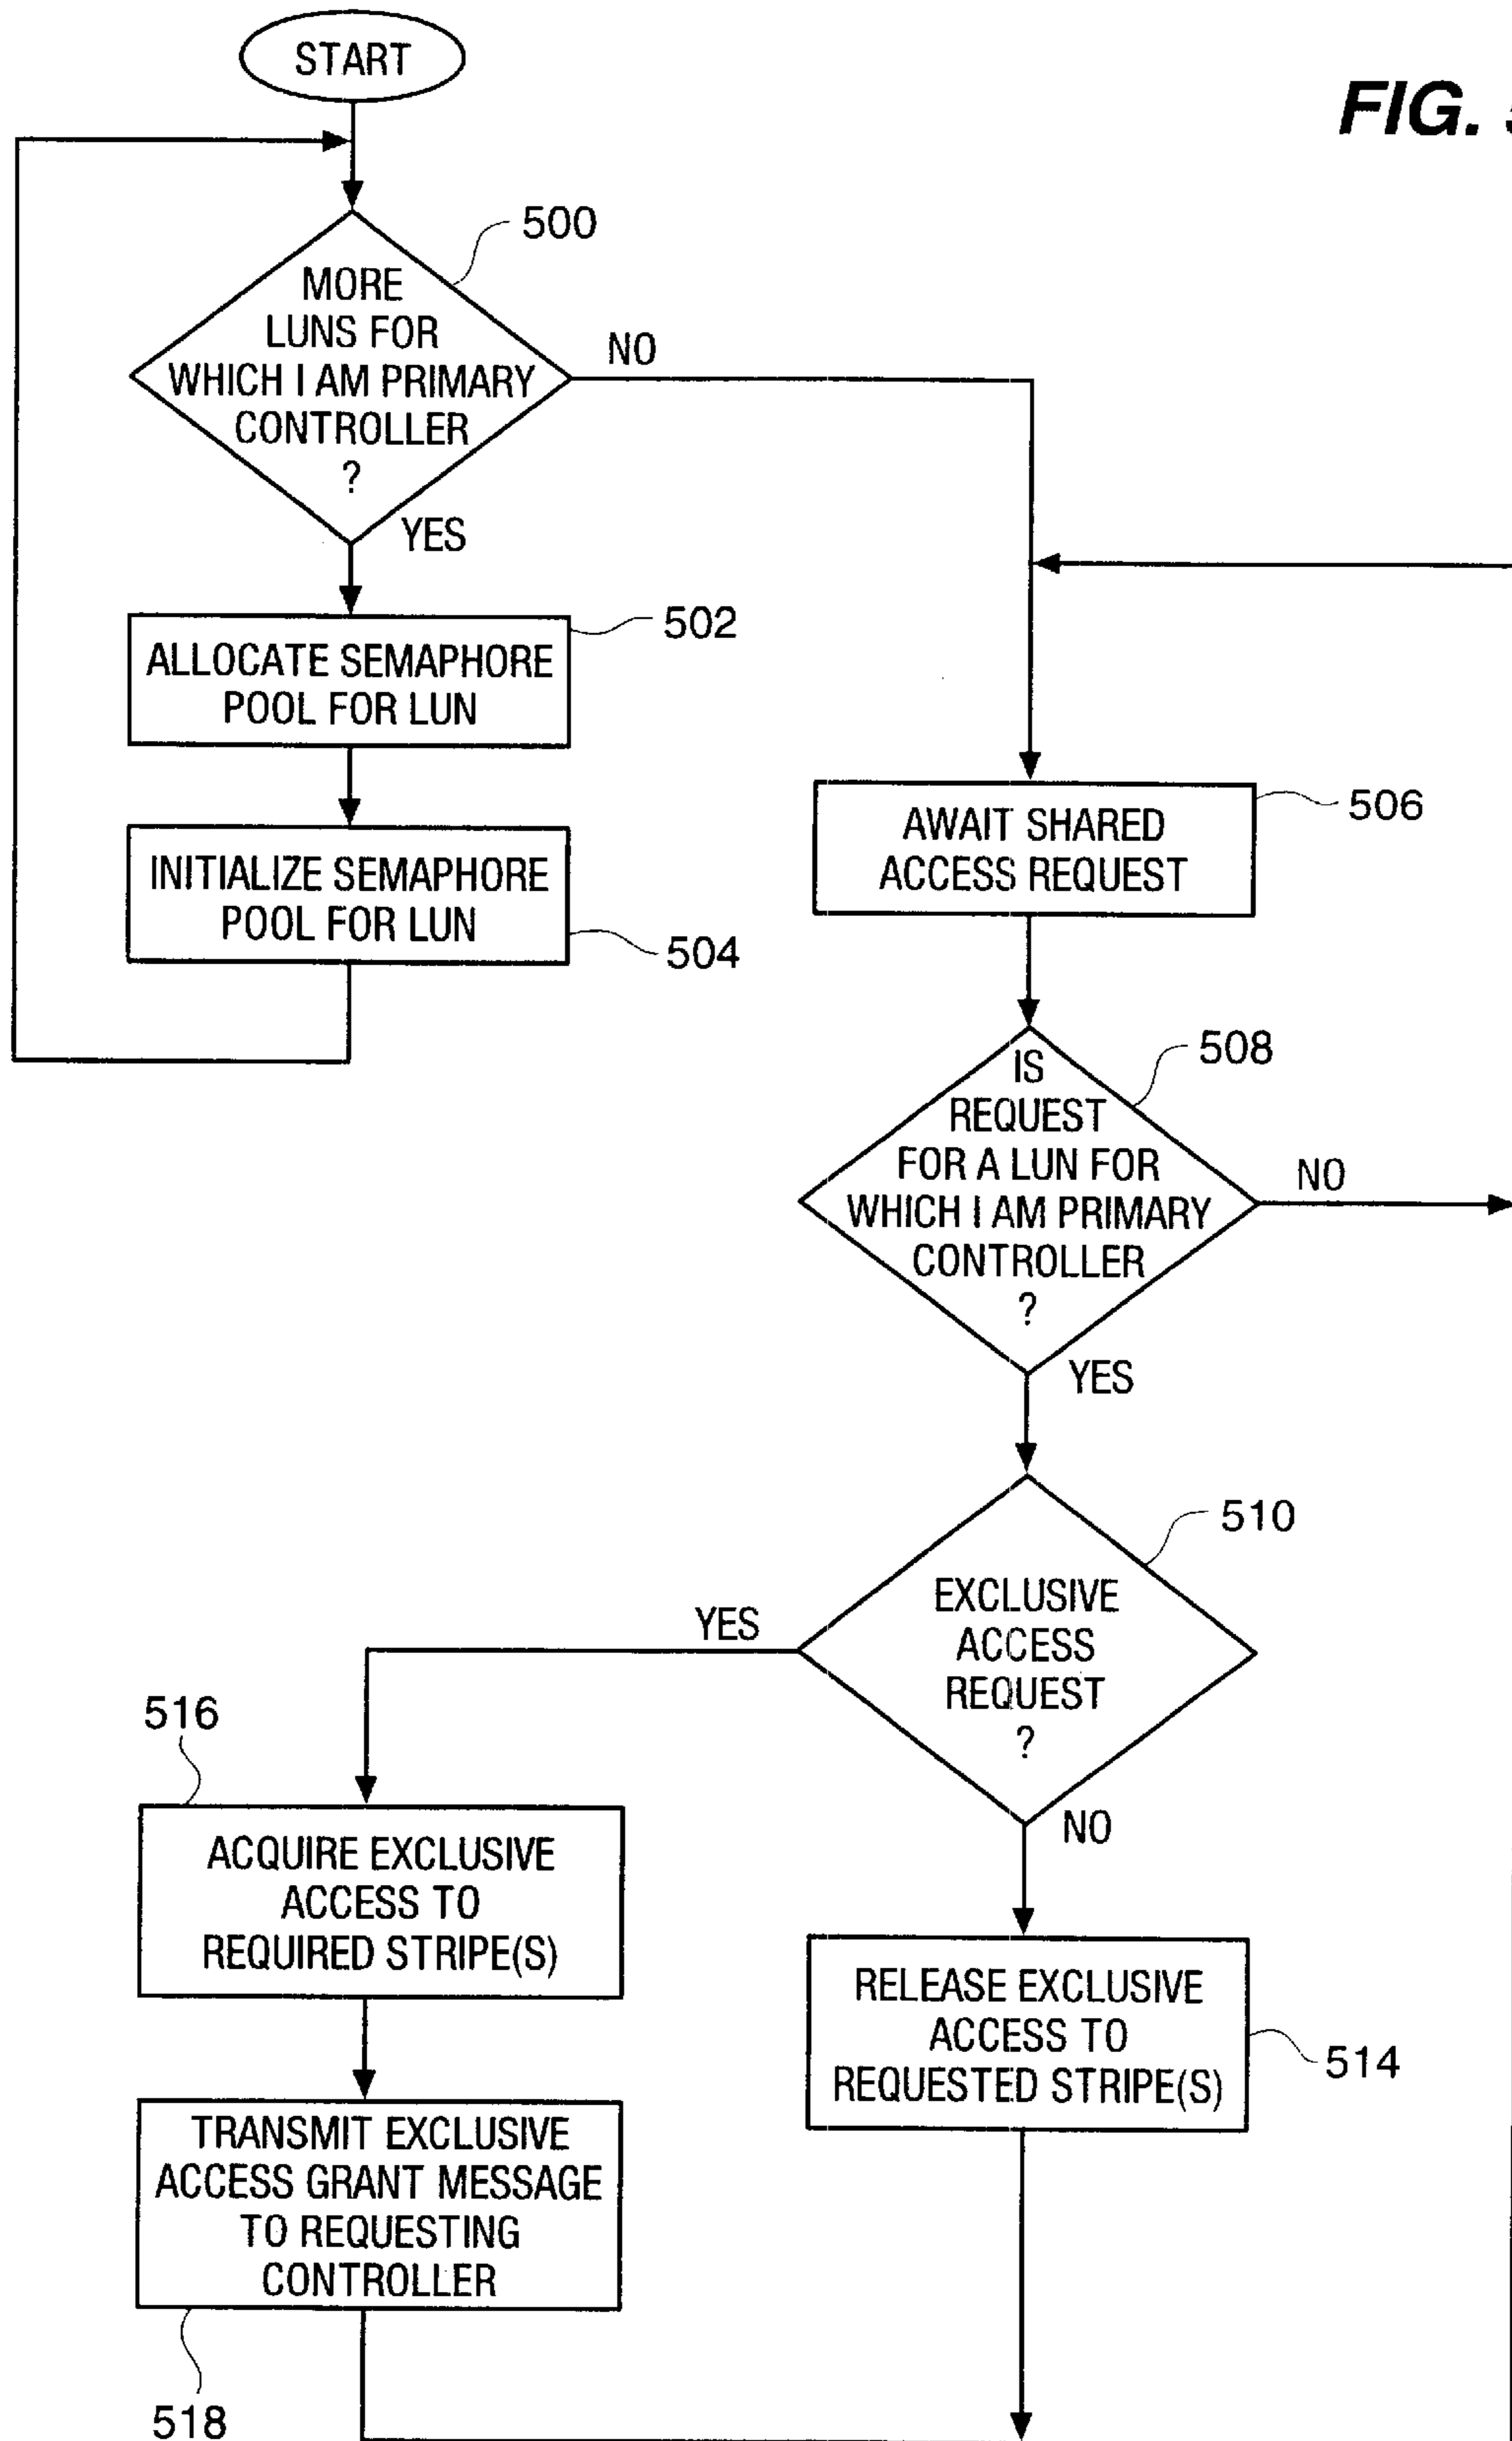 START
FIG. 5
500
MORE
LUNS FOR
WHICH I AM PRIMARY
CONTROLLER
?
NO
YES
502
ALLOCATE SEMAPHORE
POOL FOR LUN
506
AWAIT SHARED
ACCESS REQUEST
INITIALIZE SEMAPHORE
POOL FOR LUN
504
508
IS
REQUEST
FOR A LUN FOR
WHICH I AM PRIMARY
CONTROLLER
?
NO
YES
510
EXCLUSIVE
ACCESS
REQUEST
?
YES
NO
516
ACQUIRE EXCLUSIVE
ACCESS TO
REQUIRED STRIPE(S)
RELEASE EXCLUSIVE
ACCESS TO
REQUESTED STRIPE(S)
514
TRANSMIT EXCLUSIVE
ACCESS GRANT MESSAGE
TO REQUESTING
CONTROLLER
518